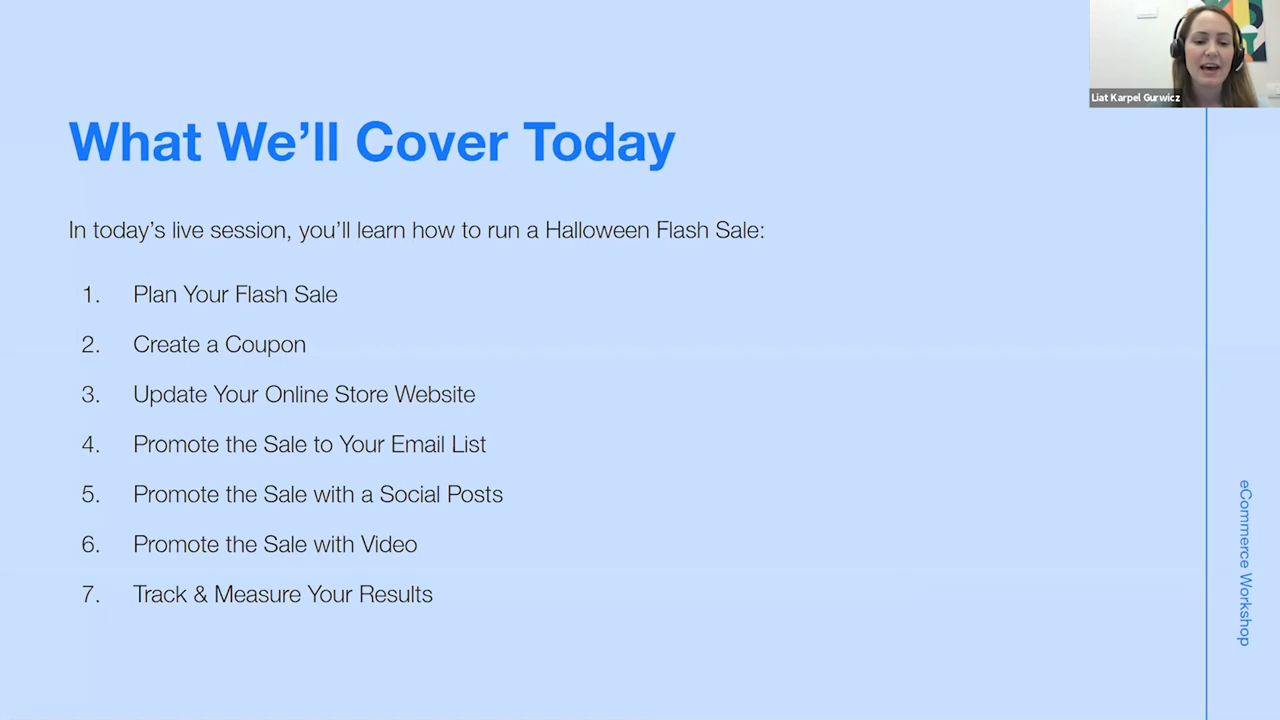 Liat Karpel Gurwicz
What We’ll Cover Today
In today’s live session, you’ll learn how to run a Halloween Flash Sale:
1. Plan Your Flash Sale
2. Create a Coupon
3. Update Your Online Store Website
4. Promote the Sale to Your Email List
5. Promote the Sale with a Social Posts
6. Promote the Sale with Video
7. Track & Measure Your Results
eCommerce Workshop